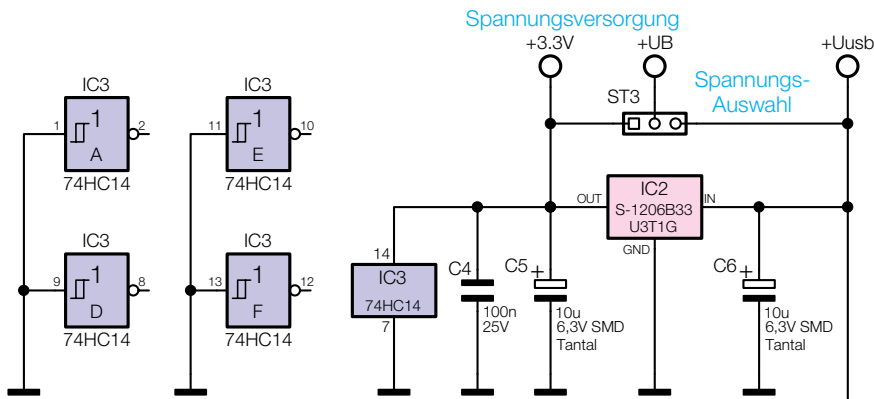 Spannungsversorgung
+3.3V
+UB
+Uusb
Spannungs-
Auswahl
ST3
IC3
1
1
2
A
74HC14
IC3
11
1
10
E
74HC14
IC3
9
1
8
D
74HC14
IC3
13
1
12
F
74HC14
14
IC3
74HC14
7
C4
100n
25V
C5
+
10u
6,3V SMD
Tantal
OUT
IC2
S-1206B33
U3T1G
IN
GND
C6
+
10u
6,3V SMD
Tantal